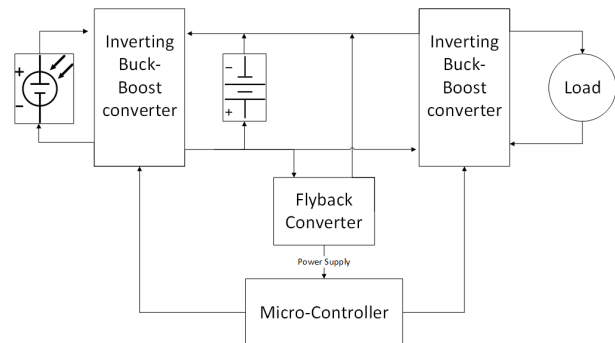 Inverting
Buck-
Boost
converter
+
−
−
+
Inverting
Buck-
Boost
converter
Load
Flyback
Converter
Power Supply
Micro-Controller